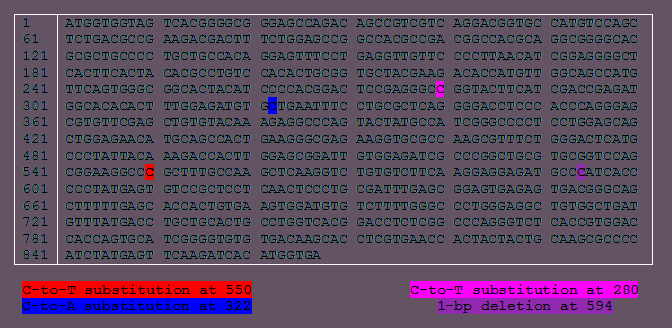 1 ATGGTGGTAG TCACGGGGCG GGAGCCAGAC AGCCGTCGTC AGGACGGTGC CATGTCCAGC
61 TCTGACGCCG AAGACGACTT TCTGGAGCCG GCCACGCCGA CGGCCACGCA GGCGGGGCAC
121 GCGCTGCCCC TGCTGCCACA GGAGTTTCCT GAGGTTGTTC CCCTTAACAT CGGAGGGGCT
181 CACTTCACTA CACGCCTGTC CACACTGCGG TGCTACGAAG ACACCATGTT GGCAGCCATG
241 TTCAGTGGGC GGCACTACAT CCCCACGGAC TCCGAGGGCC GGTACTTCAT CGACCGAGAT
301 GGCACACACT TTGGAGATGT GCTGAATTTC CTGCGCTCAG GGGACCTCCC ACCCAGGGAG
361 CGTGTTCGAG CTGTGTACAA AGAGGCCCAG TACTATGCCA TCGGGCCCCT CCTGGAGCAG
421 CTGGAGAACA TGCAGCCACT GAAGGGCGAG AAGGTGCGCC AAGCGTTTCT GGGACTCATG
481 CCCTATTACA AAGACCACTT GGAGCGGATT GTGGAGATCG CCCGGCTGCG TGCGGTCCAG
541 CGGAAGGCCC GCTTTGCCAA GCTCAAGGTC TGTGTCTTCA AGGAGGAGAT GCCCATCACC
601 CCCTATGAGT GTCCGCTCCT CAACTCCCTG CGATTTGAGC GGAGTGAGAG TGACGGGCAG
661 CTTTTTGAGC ACCACTGTGA AGTGGATGTG TCTTTTGGGC CCTGGGAGGC TGTGGCTGAT
721 GTTTATGACC TGCTGCACTG CCTGGTCACG GACCTCTCGG CCCAGGGTCT CACCGTGGAC
781 CACCAGTGCA TCGGGGTGTG TGACAAGCAC CTCGTGAACC ACTACTACTG CAAGCGCCCC
841 ATCTATGAGT TCAAGATCAC ATGGTGA
C-to-T substitution at 550 C-to-T substitution at 280
C-to-A substitution at 322 1-bp deletion at 594